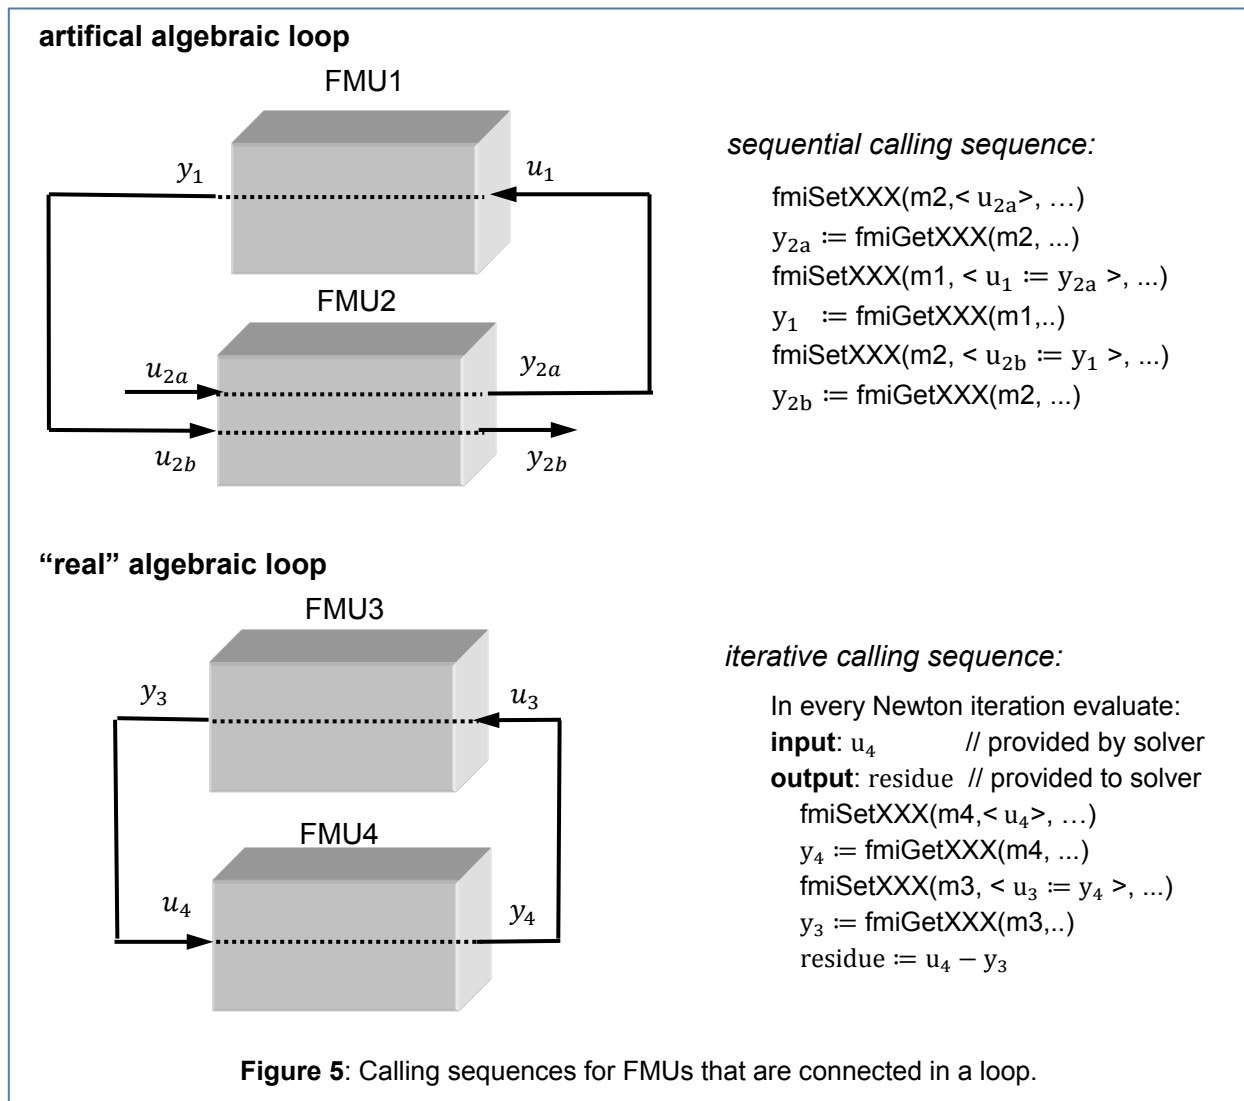 artifical algebraic loop
FMU1
y₁
u₁
FMU2
u₂ₐ
y₂ₐ
u₂b
y₂b
sequential calling sequence:
fmiSetXXX(m2,< u₂ₐ>, …)
y₂ₐ ≔ fmiGetXXX(m2, ...)
fmiSetXXX(m1, < u₁ ≔ y₂ₐ >, ...)
y₁ ≔ fmiGetXXX(m1,..)
fmiSetXXX(m2, < u₂b ≔ y₁ >, ...)
y₂b ≔ fmiGetXXX(m2, ...)
“real” algebraic loop
FMU3
y₃
u₃
FMU4
u₄
y₄
iterative calling sequence:
In every Newton iteration evaluate:
input: u₄ // provided by solver
output: residue // provided to solver
fmiSetXXX(m4,< u₄>, …)
y₄ ≔ fmiGetXXX(m4, ...)
fmiSetXXX(m3, < u₃ ≔ y₄ >, ...)
y₃ ≔ fmiGetXXX(m3,..)
residue ≔ u₄ − y₃
Figure 5: Calling sequences for FMUs that are connected in a loop.